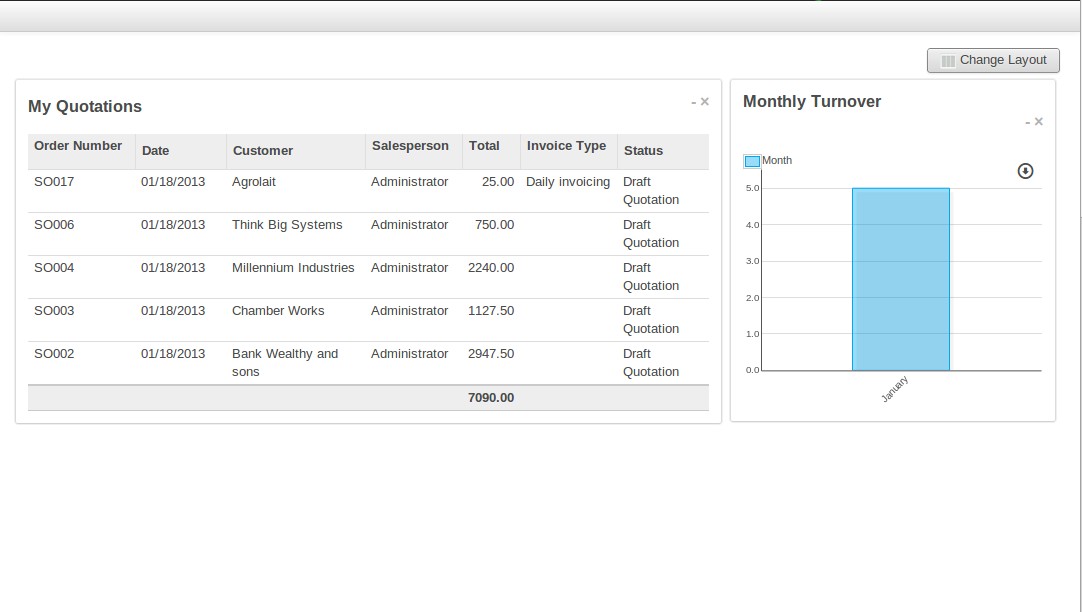 Change Layout
My Quotations
- ×
Order Number Date Customer Salesperson Total Invoice Type Status
SO017 01/18/2013 Agrolait Administrator 25.00 Daily invoicing Draft
Quotation
SO006 01/18/2013 Think Big Systems Administrator 750.00 Draft
Quotation
SO004 01/18/2013 Millennium Industries Administrator 2240.00 Draft
Quotation
SO003 01/18/2013 Chamber Works Administrator 1127.50 Draft
Quotation
SO002 01/18/2013 Bank Wealthy and Administrator 2947.50 Draft
sons Quotation
7090.00
Monthly Turnover
- ×
Month
5.0
4.0
3.0
2.0
1.0
0.0
January